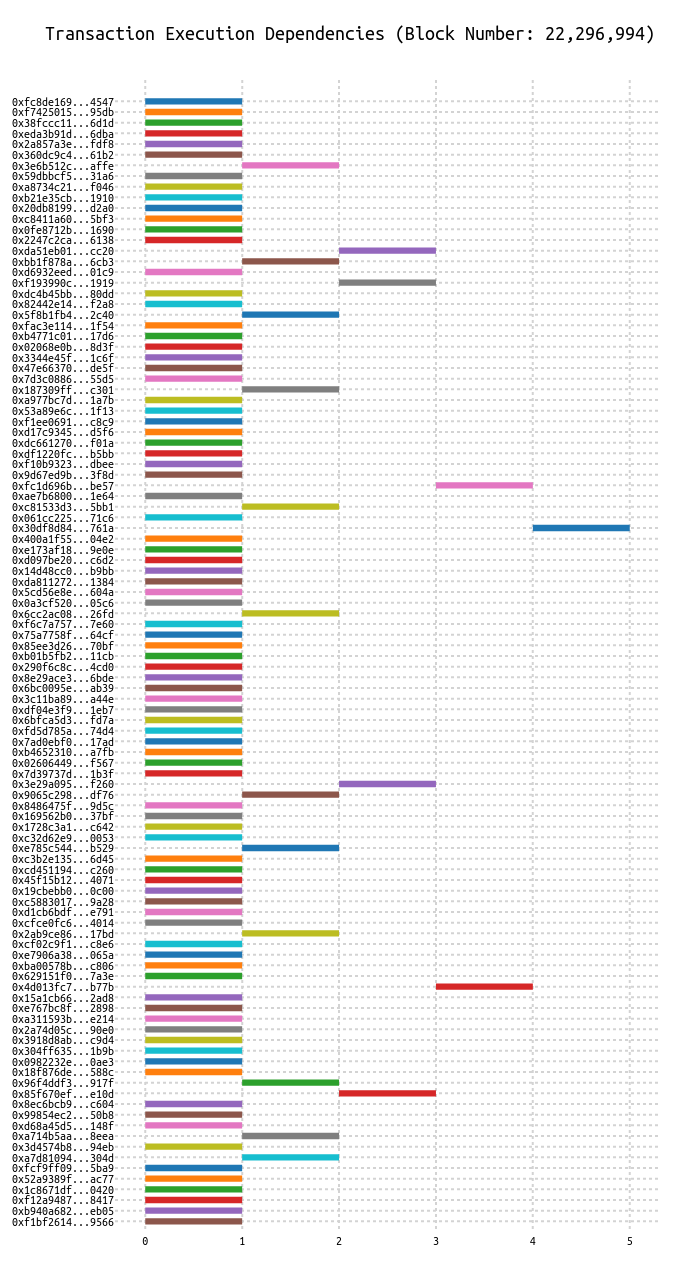 Transaction Execution Dependencies (Block Number: 22,296,994)
0xfc8de169...4547
0xf7425015...95db
0x38fccc11...6d1d
0xeda3b91d...6dba
0x2a857a3e...fdf8
0x360dc9c4...61b2
0x3e6b512c...affe
0x59dbbcf5...31a6
0xa8734c21...f046
0xb21e35cb...1910
0x20db8199...d2a0
0xc8411a60...5bf3
0x0fe8712b...1690
0x2247c2ca...6138
0xda51eb01...cc20
0xbb1f878a...6cb3
0xd6932eed...01c9
0xf193990c...1919
0xdc4b45bb...80dd
0x82442e14...f2a8
0x5f8b1fb4...2c40
0xfac3e114...1f54
0xb4771c01...17d6
0x02068e0b...8d3f
0x3344e45f...1c6f
0x47e66370...de5f
0x7d3c0886...55d5
0x187309ff...c301
0xa977bc7d...1a7b
0x53a89e6c...1f13
0xf1ee0691...c8c9
0xd17c9345...d5f6
0xdc661270...f01a
0xdf1220fc...b5bb
0xf10b9323...dbee
0x9d67ed9b...3f8d
0xfc1d696b...be57
0xae7b6800...1e64
0xc81533d3...5bb1
0x061cc225...71c6
0x30df8d84...761a
0x400a1f55...04e2
0xe173af18...9e0e
0xd097be20...c6d2
0x14d48cc0...b9bb
0xda811272...1384
0x5cd56e8e...604a
0x0a3cf520...05c6
0x6cc2ac08...26fd
0xf6c7a757...7e60
0x75a7758f...64cf
0x85ee3d26...70bf
0xb01b5fb2...11cb
0x290f6c8c...4cd0
0x8e29ace3...6bde
0x6bc0095e...ab39
0x3c11ba89...a44e
0xdf04e3f9...1eb7
0x6bfca5d3...fd7a
0xfd5d785a...74d4
0x7ad0ebf0...17ad
0xb4652310...a7fb
0x02606449...f567
0x7d39737d...1b3f
0x3e29a095...f260
0x9065c298...df76
0x8486475f...9d5c
0x169562b0...37bf
0x1728c3a1...c642
0xc32d62e9...0053
0xe785c544...b529
0xc3b2e135...6d45
0xcd451194...c260
0x45f15b12...4071
0x19cbebb0...0c00
0xc5883017...9a28
0xd1cb6bdf...e791
0xcfce0fc6...4014
0x2ab9ce86...17bd
0xcf02c9f1...c8e6
0xe7906a38...065a
0xba00578b...c806
0x629151f0...7a3e
0x4d013fc7...b77b
0x15a1cb66...2ad8
0xe767bc8f...2898
0xa311593b...e214
0x2a74d05c...90e0
0x3918d8ab...c9d4
0x304ff635...1b9b
0x0982232e...0ae3
0x18f876de...588c
0x96f4ddf3...917f
0x85f670ef...e10d
0x8ec6bcb9...c604
0x99854ec2...50b8
0xd68a45d5...148f
0xa714b5aa...8eea
0x3d4574b8...94eb
0xa7d81094...304d
0xfcf9ff09...5ba9
0x52a9389f...ac77
0x1c8671df...0420
0xf12a9487...8417
0xb940a682...eb05
0xf1bf2614...9566
0 1 2 3 4 5